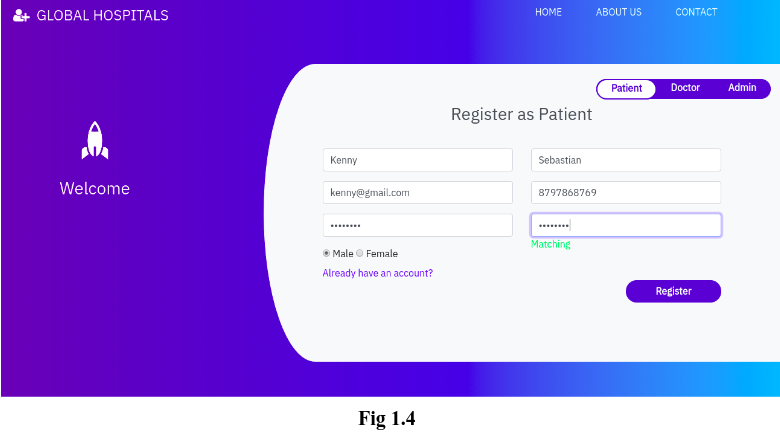 GLOBAL HOSPITALS
HOME ABOUT US CONTACT
Patient Doctor Admin
Register as Patient
Welcome
Kenny Sebastian
kenny@gmail.com 8797868769
•••••••• ••••••••
Matching
Male Female
Already have an account?
Register
Fig 1.4